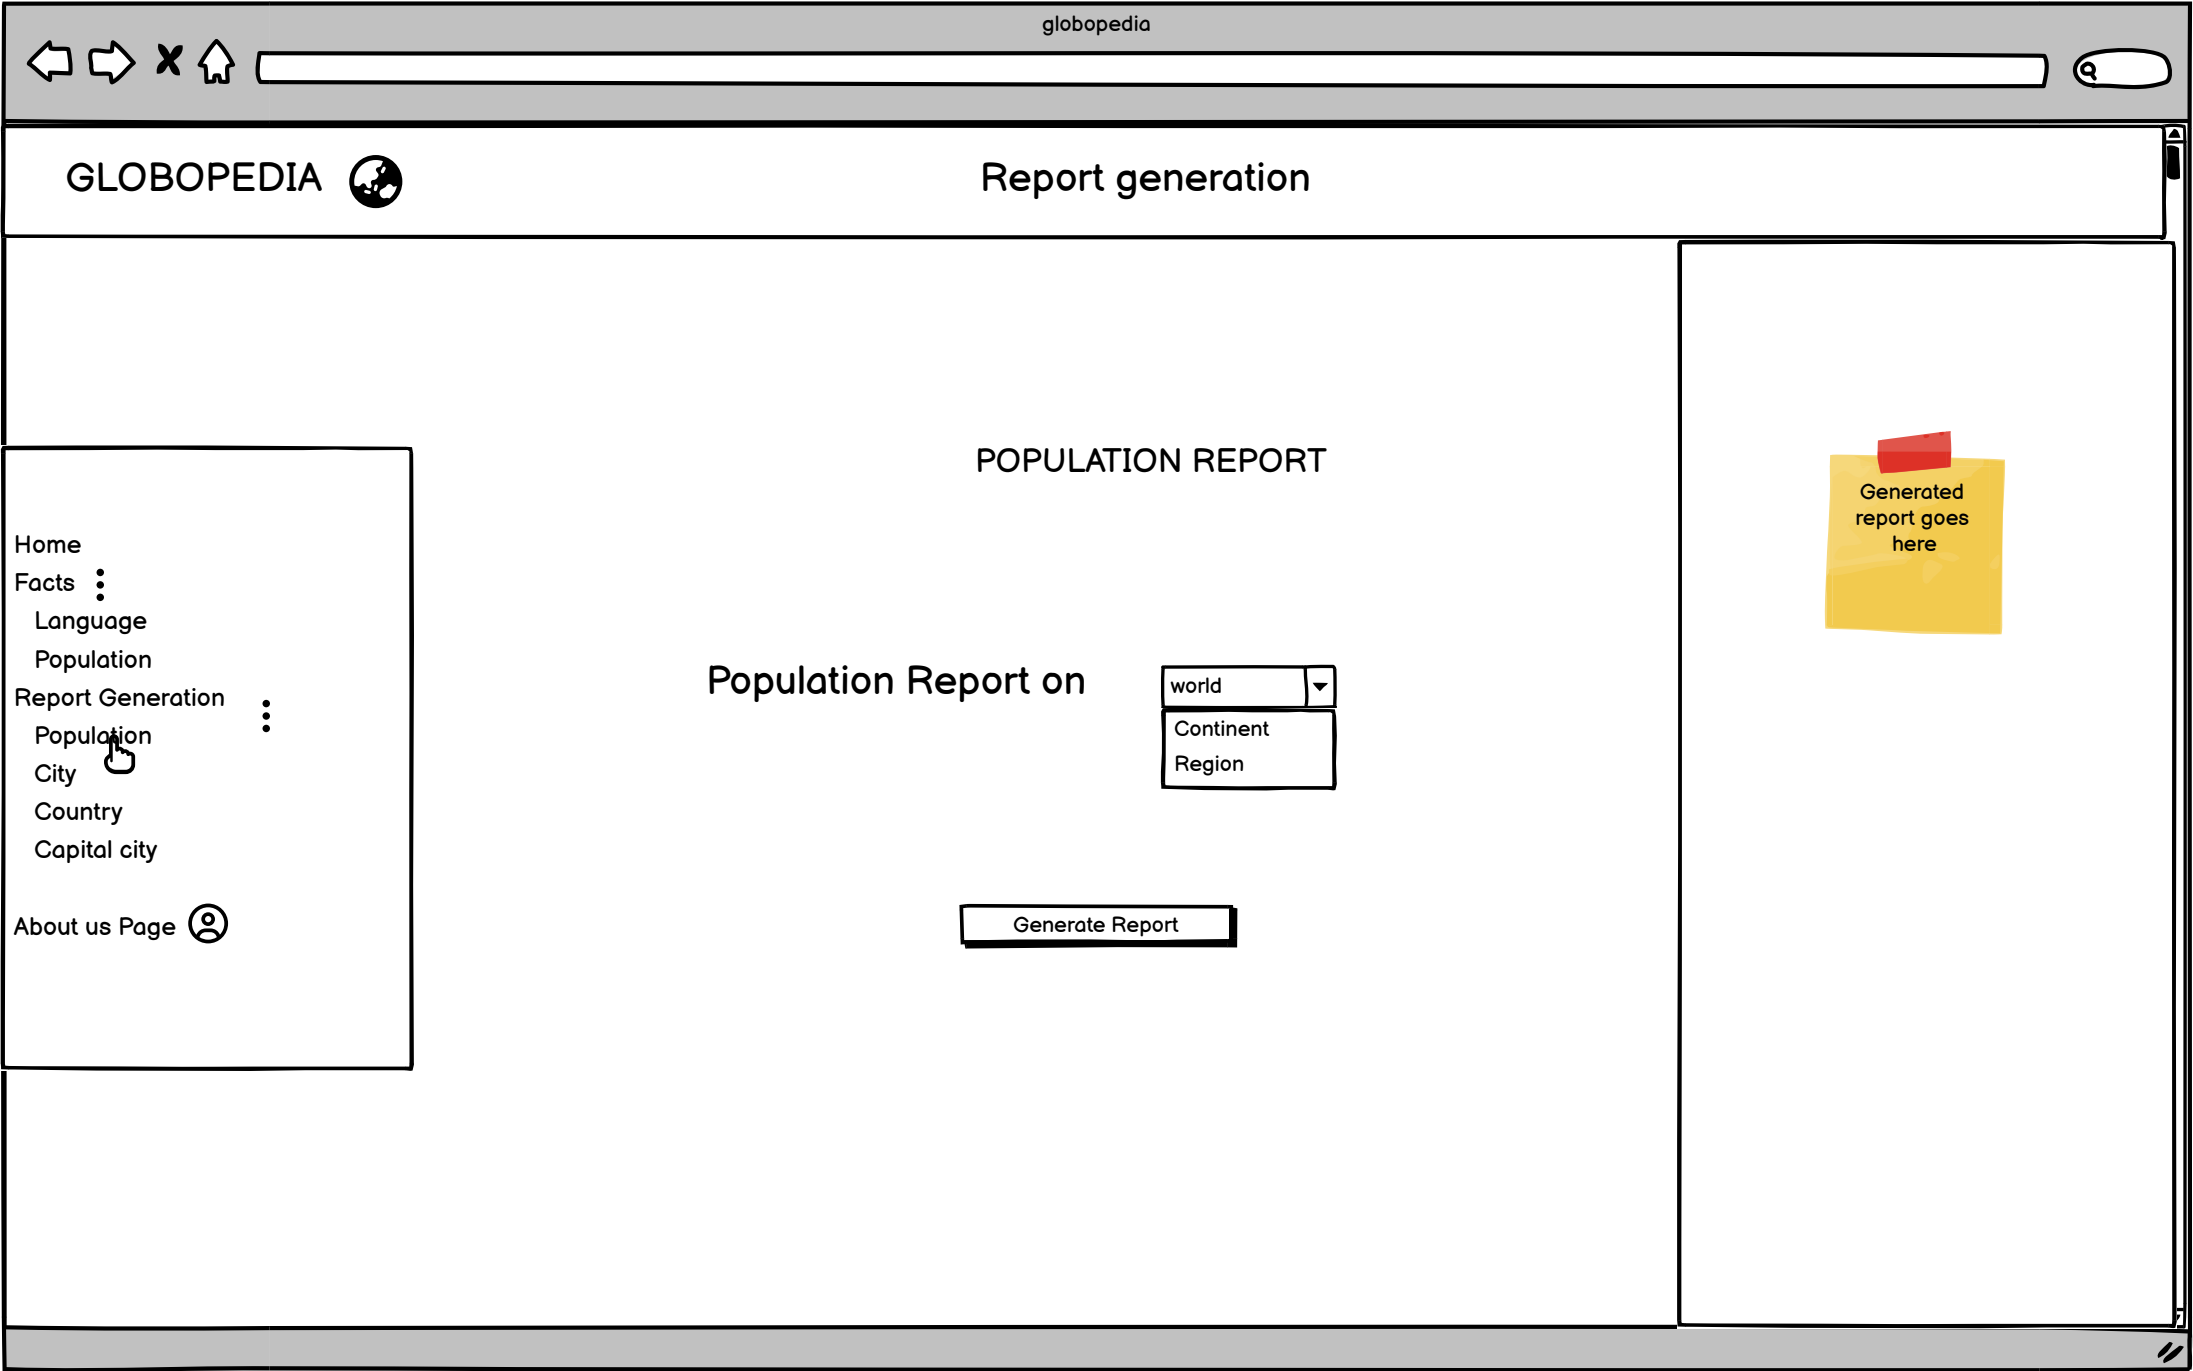 globopedia
GLOBOPEDIA
Report generation
POPULATION REPORT
Home
Facts
Language
Population
Report Generation
Population
City
Country
Capital city
About us Page
Population Report on
world
Continent
Region
Generate Report
Generated
report goes
here